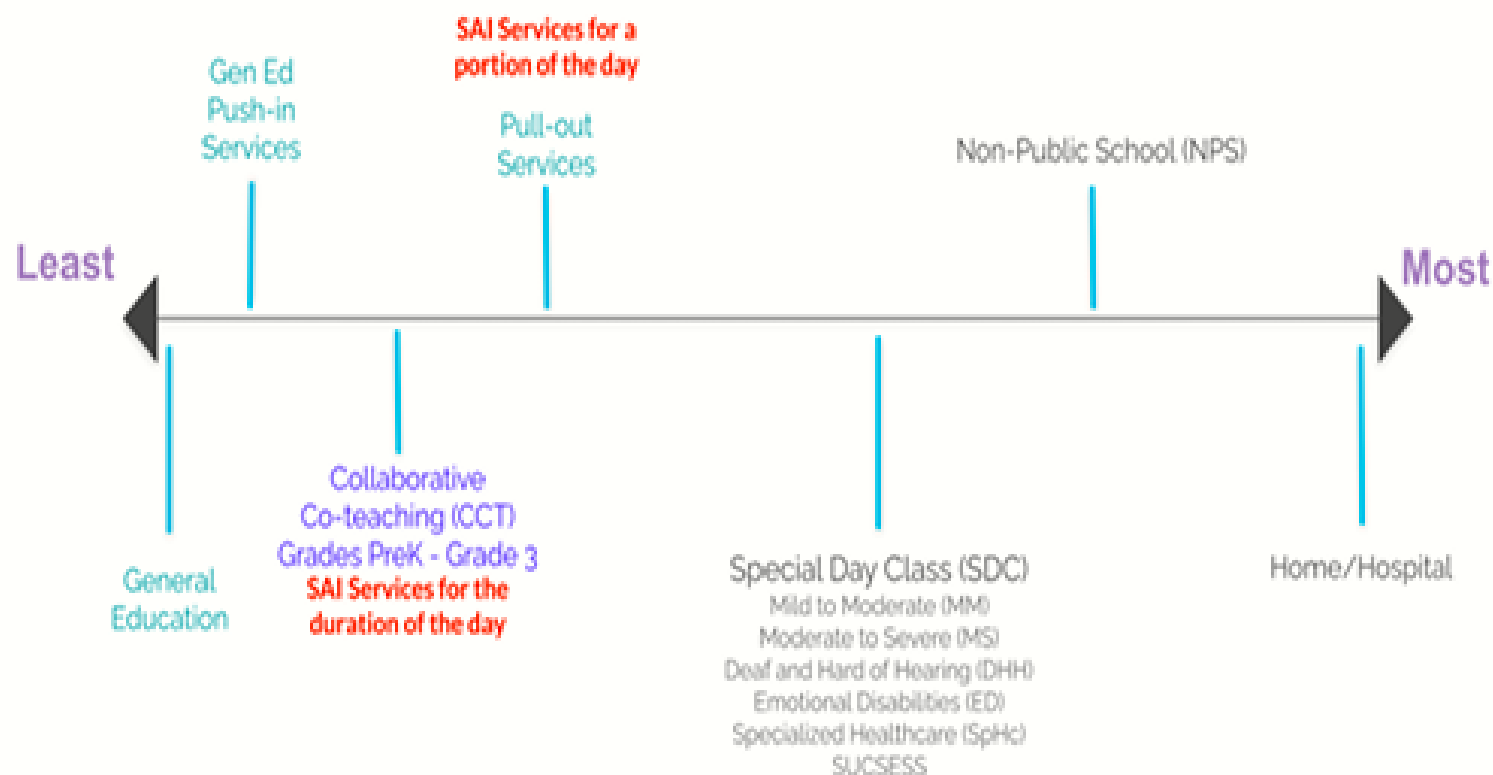 SAI Services for a
portion of the day
Gen Ed
Push-in
Services
Pull-out
Services
Non-Public School (NPS)
Least
Most
Collaborative
Co-teaching (CCT)
Grades PreK - Grade 3
SAI Services for the
duration of the day
General
Education
Special Day Class (SDC)
Mild to Moderate (MM)
Moderate to Severe (MS)
Deaf and Hard of Hearing (DHH)
Emotional Disabilities (ED)
Specialized Healthcare (SpHc)
SUCSESS
Home/Hospital